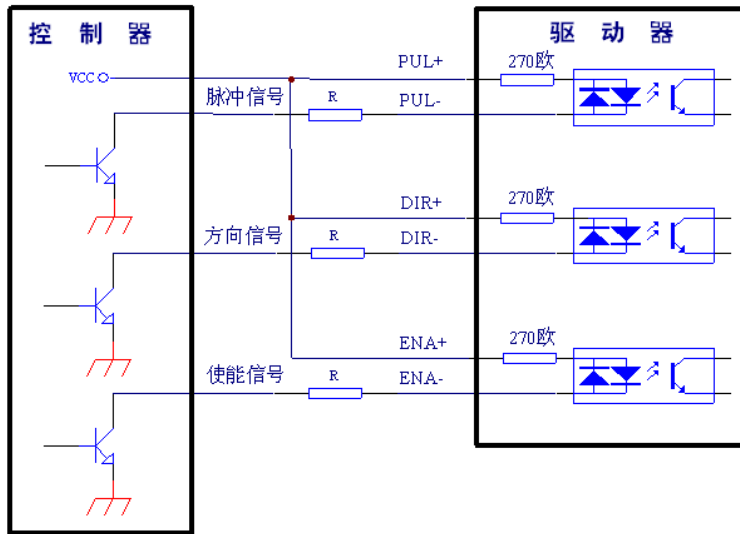 控 制 器
驱 动 器
VCC
PUL+
270欧
脉冲信号
R
PUL-
DIR+
270欧
方向信号
R
DIR-
ENA+
270欧
使能信号
R
ENA-